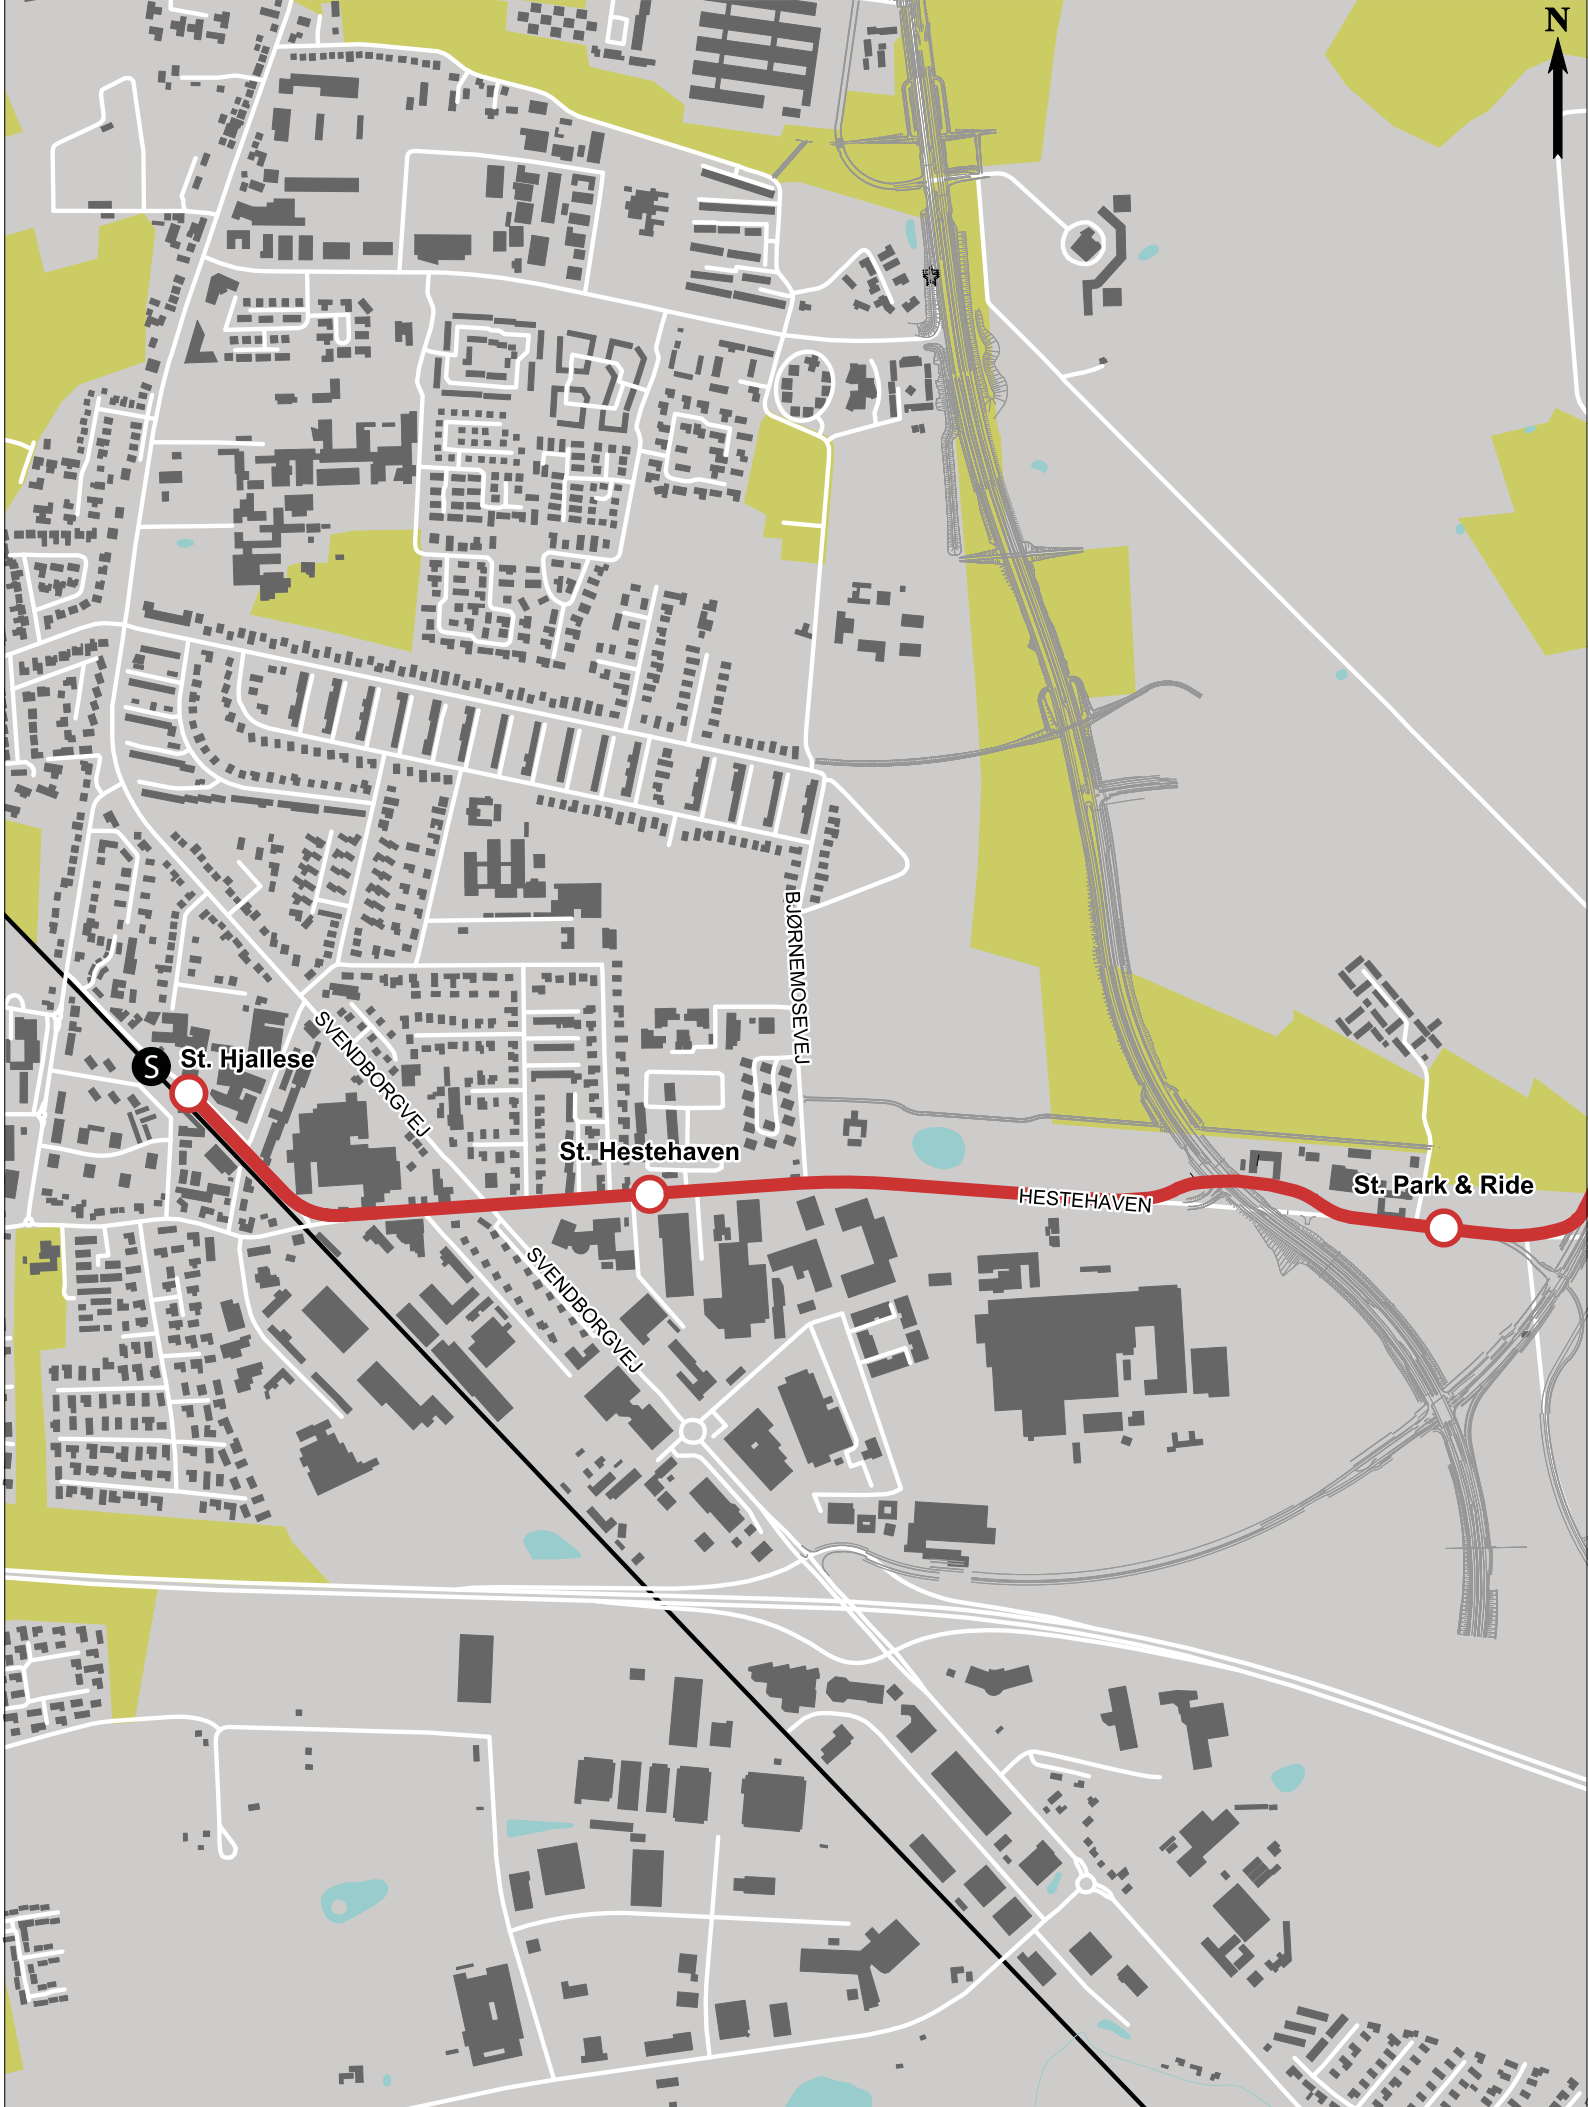 N
BJØRNEMOSEVEJ
SVENDBORGVEJ
S
St. Hjallese
St. Hestehaven
HESTEHAVEN
St. Park & Ride
SVENDBORGVEJ